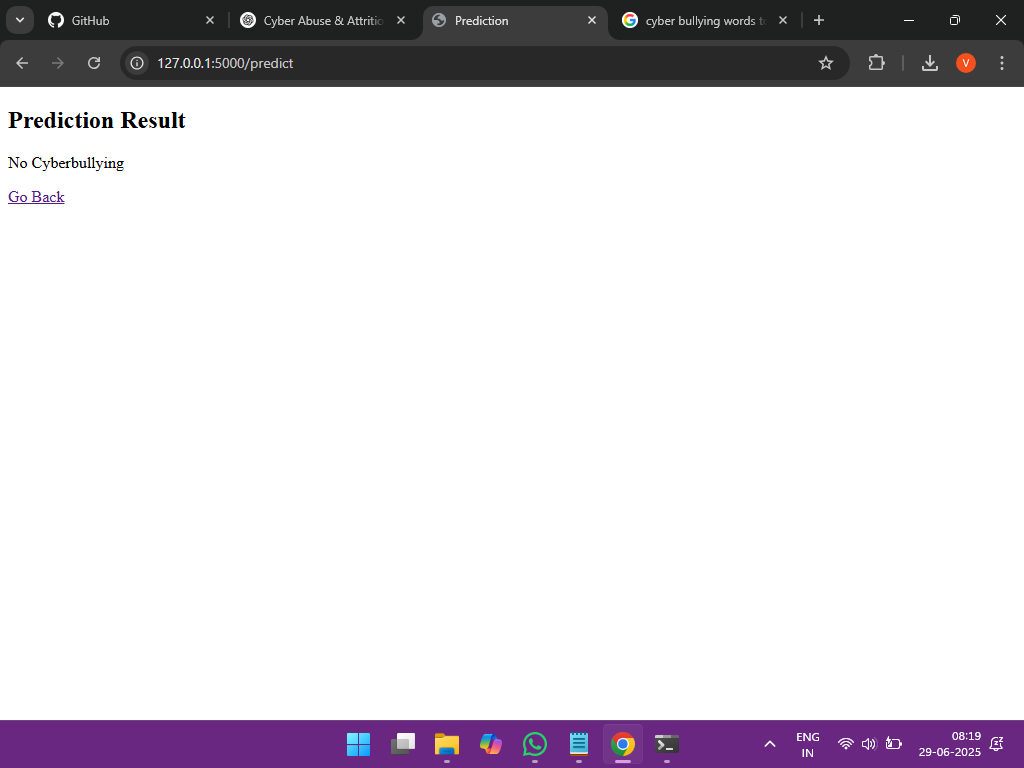 GitHub
Cyber Abuse & Attritio
Prediction
cyber bullying words t
127.0.0.1:5000/predict
V
Prediction Result
No Cyberbullying
Go Back
ENG
IN
08:19
29-06-2025